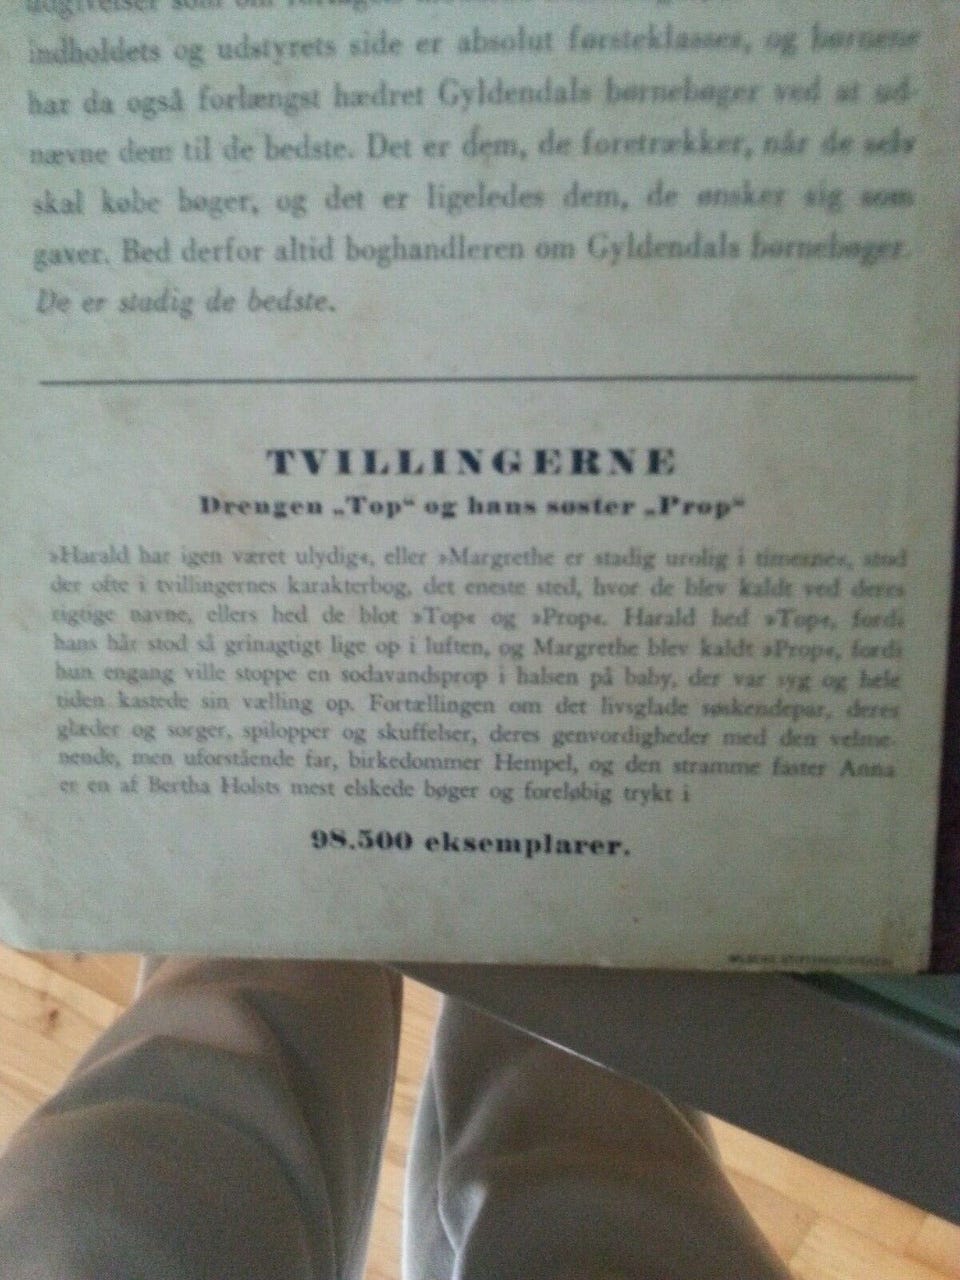 udgivelser som om
indholdets og udstyrets side er absolut førsteklasses, og børnene
har da også forlængst hædret Gyldendals børnebøger ved at ud-
nævne dem til de bedste. Det er dem, de foretrækker, når de selv
skal købe bøger, og det er ligeledes dem, de ønsker sig som
gaver. Bed derfor altid boghandleren om Gyldendals børnebøger.
De er stadig de bedste.
TVILLINGERNE
Drengen „Top“ og hans søster „Prop“
»Harald har igen været ulydig«, eller »Margrethe er stadig urolig i timerne«, stod
der ofte i tvillingernes karakterbog, det eneste sted, hvor de blev kaldt ved deres
rigtige navne, ellers hed de blot »Top« og »Prop«. Harald hed »Top«, fordi
hans hår stod så grinagtigt lige op i luften, og Margrethe blev kaldt »Prop«, fordi
hun engang ville stoppe en sodavandsprop i halsen på baby, der var syg og hele
tiden kastede sin vælling op. Fortællingen om det livsglade søskendepar, deres
glæder og sorger, spilopper og skuffelser, deres genvordigheder med den velme-
nende, men uforstående far, birkedommer Hempel, og den stramme faster Anna
er en af Bertha Holsts mest elskede bøger og foreløbig trykt i
98.500 eksemplarer.